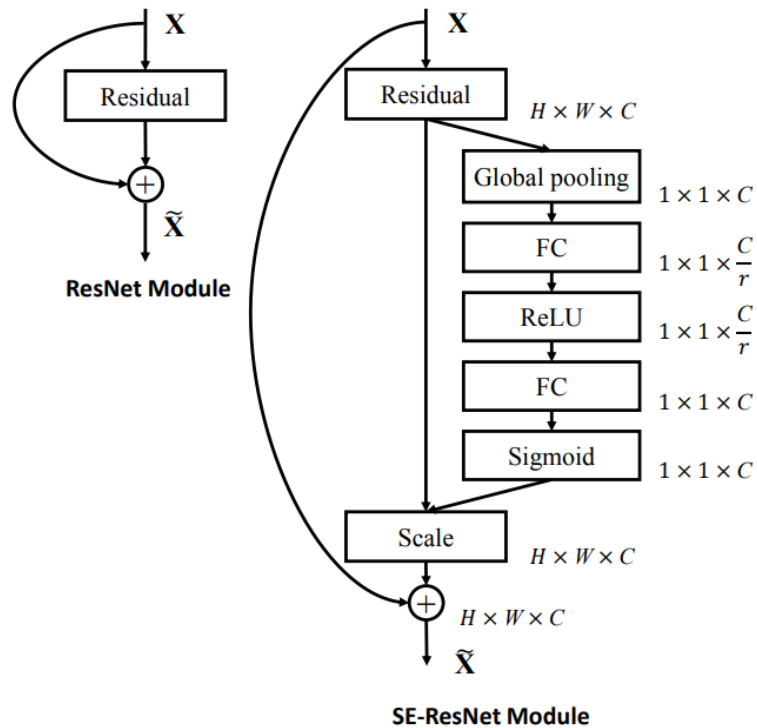 X
Residual
+
X̃
ResNet Module
X
Residual
H × W × C
Global pooling
1 × 1 × C
FC
1 × 1 × C/r
ReLU
1 × 1 × C/r
FC
1 × 1 × C
Sigmoid
1 × 1 × C
Scale
H × W × C
+
H × W × C
X̃
SE-ResNet Module